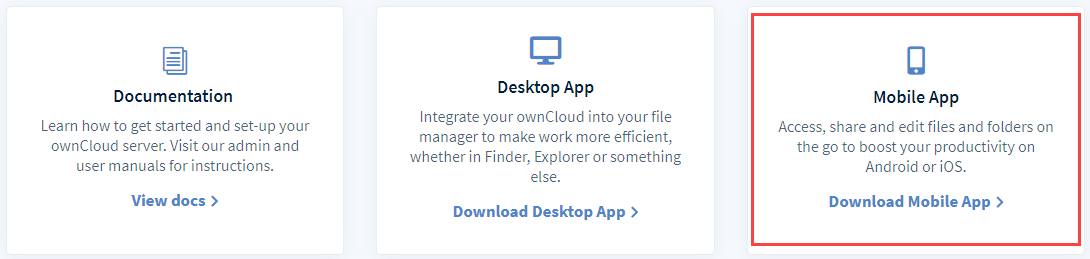 Documentation
Learn how to get started and set-up your
ownCloud server. Visit our admin and
user manuals for instructions.
View docs
Desktop App
Integrate your ownCloud into your file
manager to make work more efficient,
whether in Finder, Explorer or something
else.
Download Desktop App
Mobile App
Access, share and edit files and folders on
the go to boost your productivity on
Android or iOS.
Download Mobile App